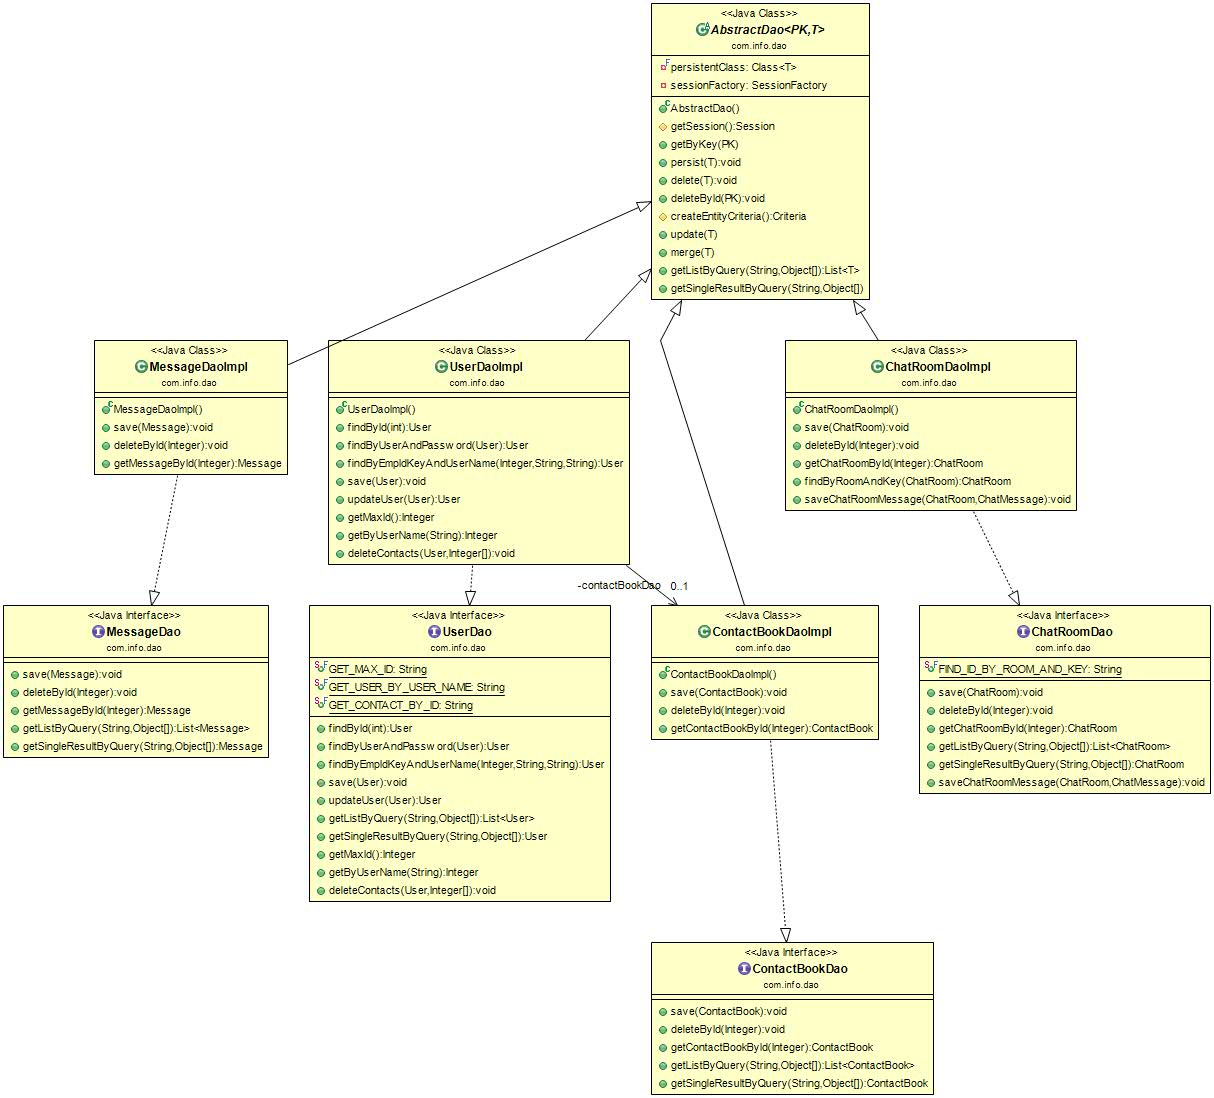 <<Java Class>>
AbstractDao<PK,T>
com.info.dao
persistentClass: Class<T>
sessionFactory: SessionFactory
AbstractDao()
getSession():Session
getByKey(PK)
persist(T):void
delete(T):void
deleteById(PK):void
createEntityCriteria():Criteria
update(T)
merge(T)
getListByQuery(String,Object[]):List<T>
getSingleResultByQuery(String,Object[])
<<Java Class>>
MessageDaoImpl
com.info.dao
MessageDaoImpl()
save(Message):void
deleteById(Integer):void
getMessageById(Integer):Message
<<Java Class>>
UserDaoImpl
com.info.dao
UserDaoImpl()
findById(int):User
findByUserAndPassword(User):User
findByEmpIdKeyAndUserName(Integer,String,String):User
save(User):void
updateUser(User):User
getMaxId():Integer
getByUserName(String):Integer
deleteContacts(User,Integer[]):void
<<Java Class>>
ChatRoomDaoImpl
com.info.dao
ChatRoomDaoImpl()
save(ChatRoom):void
deleteById(Integer):void
getChatRoomById(Integer):ChatRoom
findByRoomAndKey(ChatRoom):ChatRoom
saveChatRoomMessage(ChatRoom,ChatMessage):void
-contactBookDao 0..1
<<Java Interface>>
MessageDao
com.info.dao
save(Message):void
deleteById(Integer):void
getMessageById(Integer):Message
getListByQuery(String,Object[]):List<Message>
getSingleResultByQuery(String,Object[]):Message
<<Java Interface>>
UserDao
com.info.dao
GET_MAX_ID: String
GET_USER_BY_USER_NAME: String
GET_CONTACT_BY_ID: String
findById(int):User
findByUserAndPassword(User):User
findByEmpIdKeyAndUserName(Integer,String,String):User
save(User):void
updateUser(User):User
getListByQuery(String,Object[]):List<User>
getSingleResultByQuery(String,Object[]):User
getMaxId():Integer
getByUserName(String):Integer
deleteContacts(User,Integer[]):void
<<Java Class>>
ContactBookDaoImpl
com.info.dao
ContactBookDaoImpl()
save(ContactBook):void
deleteById(Integer):void
getContactBookById(Integer):ContactBook
<<Java Interface>>
ChatRoomDao
com.info.dao
FIND_ID_BY_ROOM_AND_KEY: String
save(ChatRoom):void
deleteById(Integer):void
getChatRoomById(Integer):ChatRoom
getListByQuery(String,Object[]):List<ChatRoom>
getSingleResultByQuery(String,Object[]):ChatRoom
saveChatRoomMessage(ChatRoom,ChatMessage):void
<<Java Interface>>
ContactBookDao
com.info.dao
save(ContactBook):void
deleteById(Integer):void
getContactBookById(Integer):ContactBook
getListByQuery(String,Object[]):List<ContactBook>
getSingleResultByQuery(String,Object[]):ContactBook